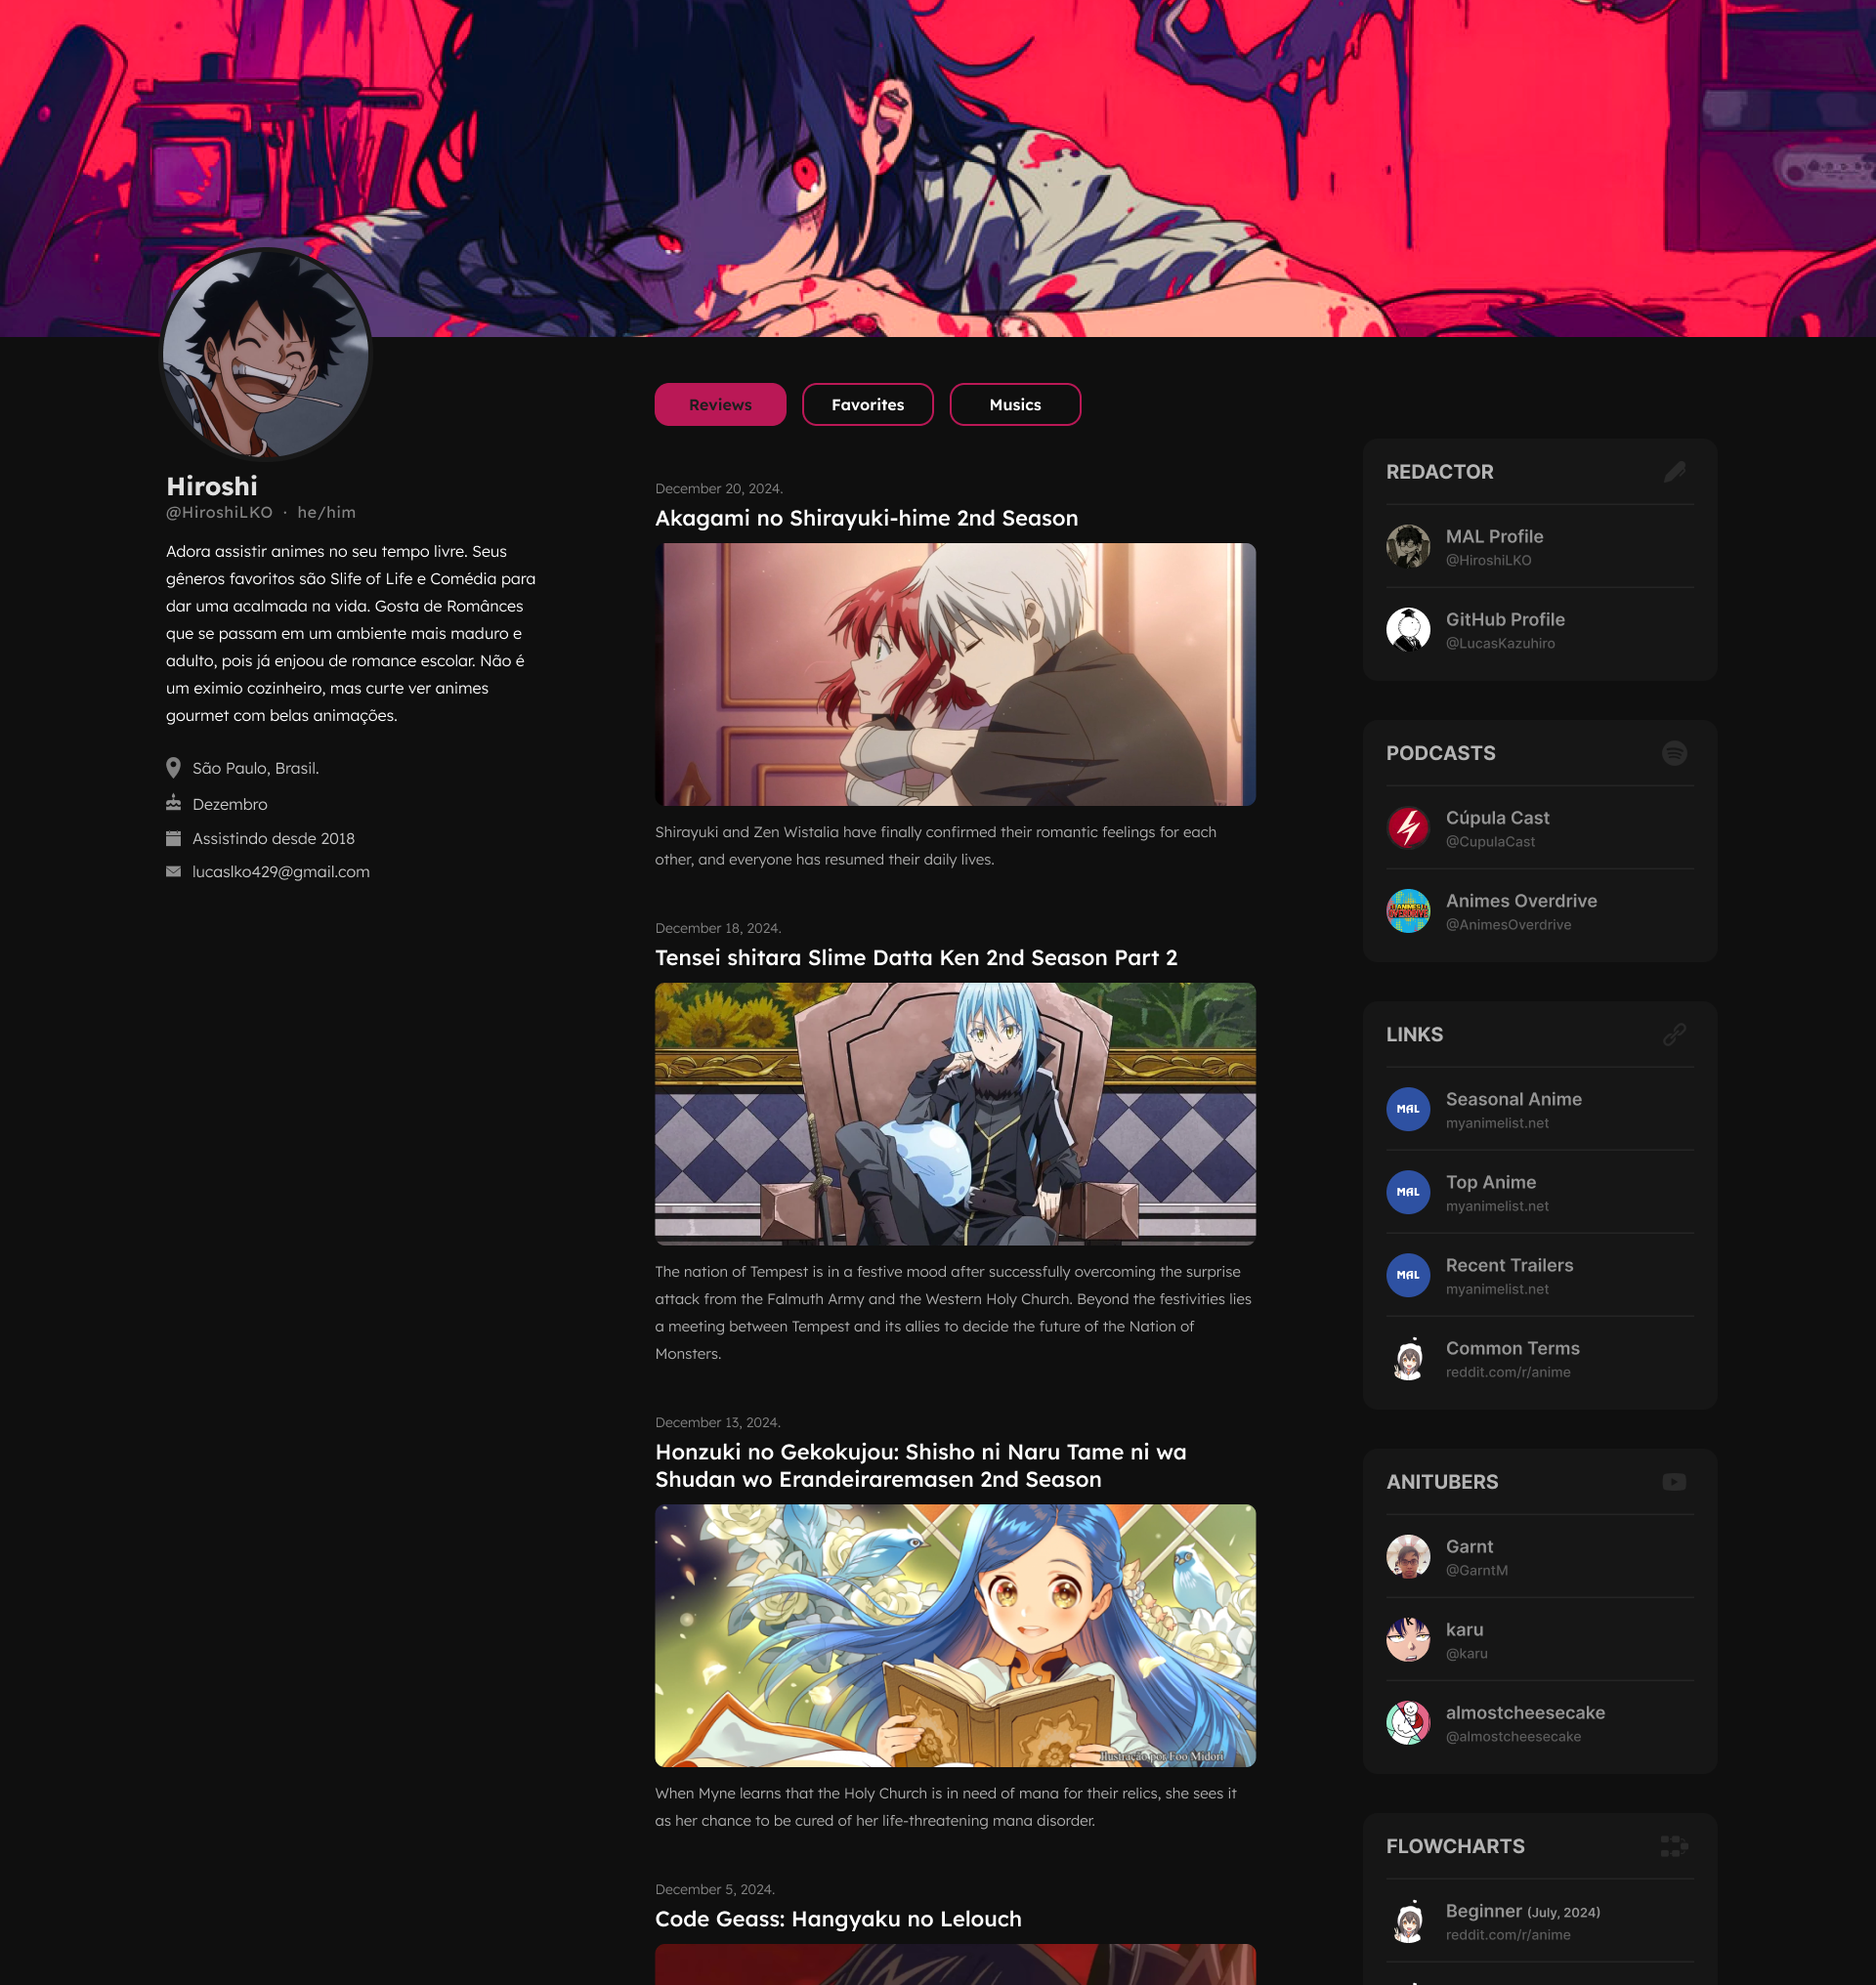 Hiroshi
@HiroshiLKO · he/him
Adora assistir animes no seu tempo livre. Seus
gêneros favoritos são Slife of Life e Comédia para
dar uma acalmada na vida. Gosta de Românces
que se passam em um ambiente mais maduro e
adulto, pois já enjoou de romance escolar. Não é
um eximio cozinheiro, mas curte ver animes
gourmet com belas animações.
São Paulo, Brasil.
Dezembro
Assistindo desde 2018
lucaslko429@gmail.com
Reviews
Favorites
Musics
December 20, 2024.
Akagami no Shirayuki-hime 2nd Season
Shirayuki and Zen Wistalia have finally confirmed their romantic feelings for each
other, and everyone has resumed their daily lives.
December 18, 2024.
Tensei shitara Slime Datta Ken 2nd Season Part 2
The nation of Tempest is in a festive mood after successfully overcoming the surprise
attack from the Falmuth Army and the Western Holy Church. Beyond the festivities lies
a meeting between Tempest and its allies to decide the future of the Nation of
Monsters.
December 13, 2024.
Honzuki no Gekokujou: Shisho ni Naru Tame ni wa
Shudan wo Erandeiraremasen 2nd Season
Ilustração por Foo Midori
When Myne learns that the Holy Church is in need of mana for their relics, she sees it
as her chance to be cured of her life-threatening mana disorder.
December 5, 2024.
Code Geass: Hangyaku no Lelouch
REDACTOR
MAL Profile
@HiroshiLKO
GitHub Profile
@LucasKazuhiro
PODCASTS
Cúpula Cast
@CupulaCast
ANIMES
OVERDRIVE
Animes Overdrive
@AnimesOverdrive
LINKS
MAL
Seasonal Anime
myanimelist.net
MAL
Top Anime
myanimelist.net
MAL
Recent Trailers
myanimelist.net
Common Terms
reddit.com/r/anime
ANITUBERS
Garnt
@GarntM
karu
@karu
almostcheesecake
@almostcheesecake
FLOWCHARTS
Beginner (July, 2024)
reddit.com/r/anime